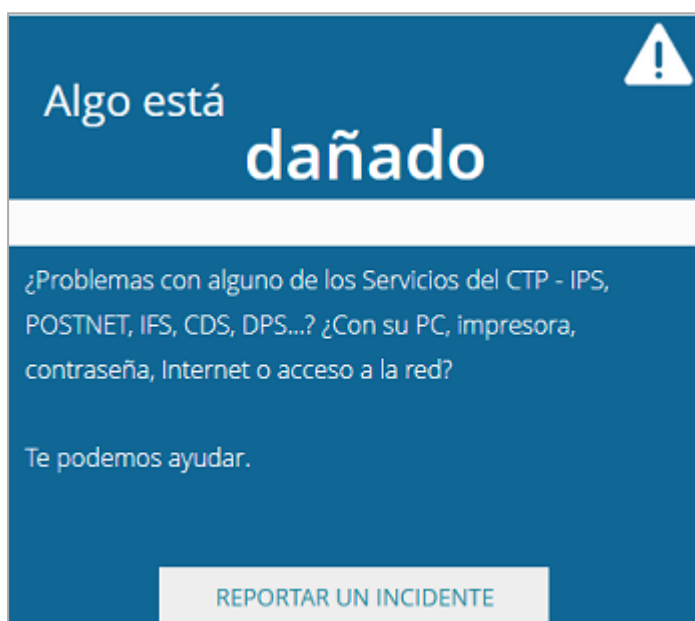 Algo está
dañado
¿Problemas con alguno de los Servicios del CTP - IPS,
POSTNET, IFS, CDS, DPS...? ¿Con su PC, impresora,
contraseña, Internet o acceso a la red?
Te podemos ayudar.
REPORTAR UN INCIDENTE